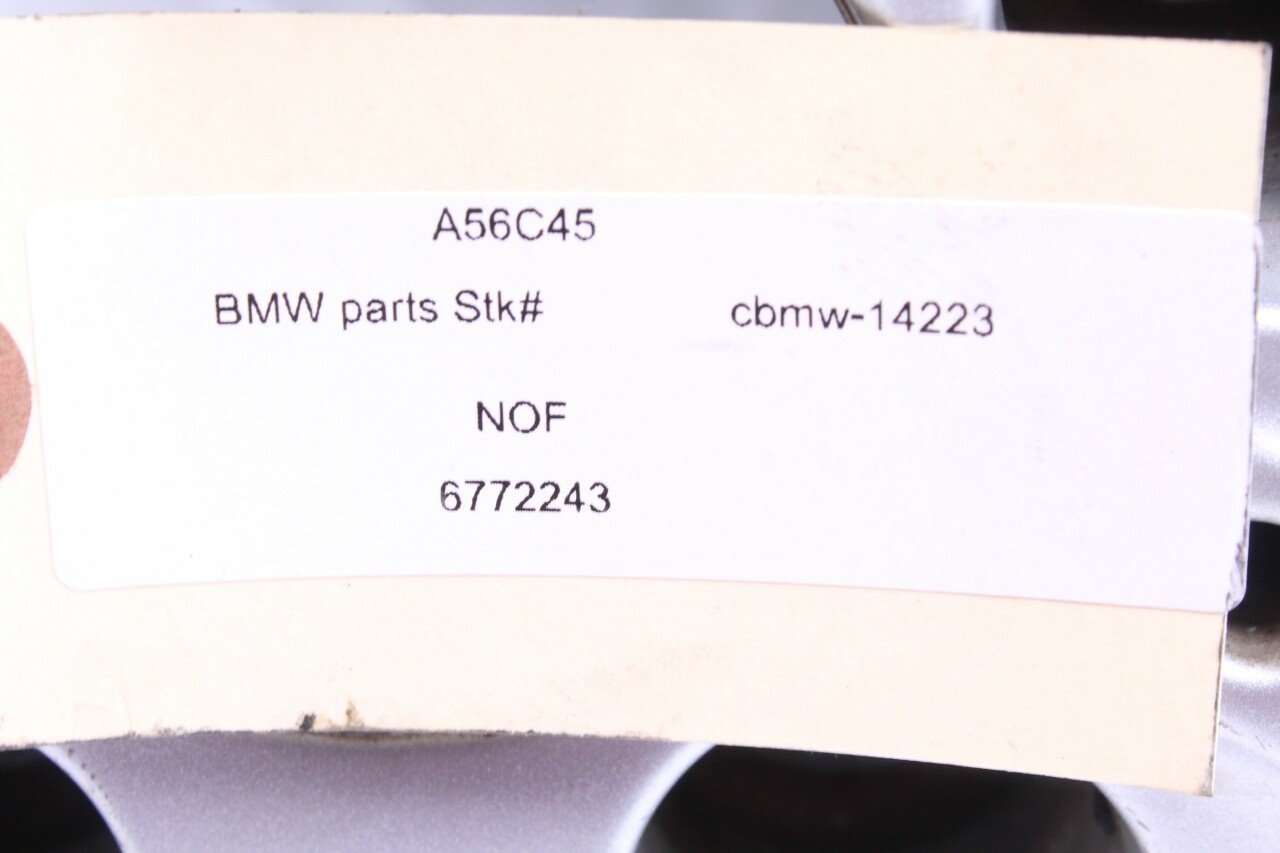 A56C45
BMW parts Stk# cbmw-14223
NOF
6772243